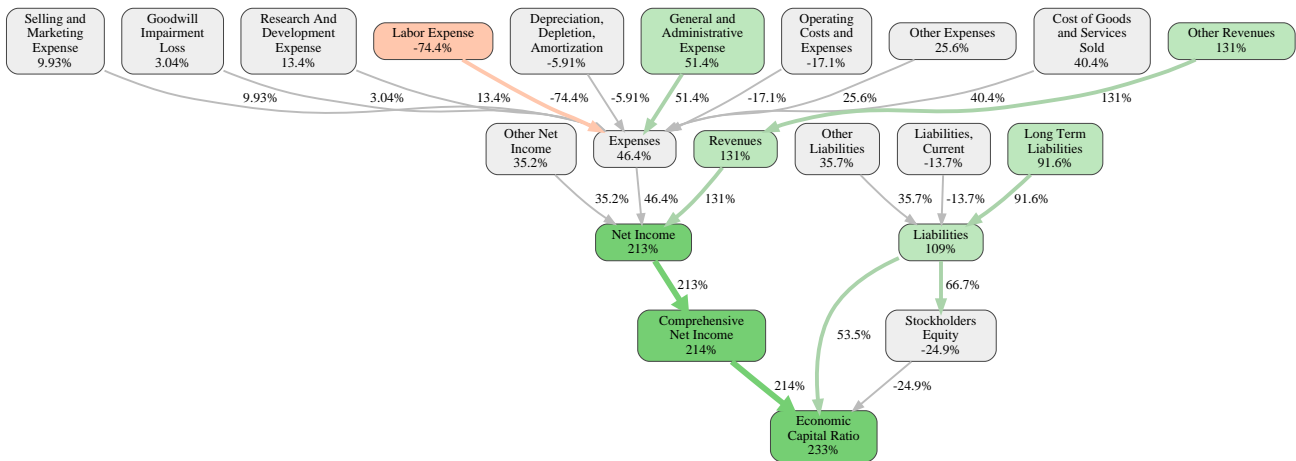 Selling and
Marketing
Expense
9.93%
Goodwill
Impairment
Loss
3.04%
Research And
Development
Expense
13.4%
Labor Expense
-74.4%
Depreciation,
Depletion,
Amortization
-5.91%
General and
Administrative
Expense
51.4%
Operating
Costs and
Expenses
-17.1%
Other Expenses
25.6%
Cost of Goods
and Services
Sold
40.4%
Other Revenues
131%
9.93%
3.04%
13.4%
-74.4%
-5.91%
51.4%
-17.1%
25.6%
40.4%
131%
Other Net
Income
35.2%
Expenses
46.4%
Revenues
131%
Other
Liabilities
35.7%
Liabilities,
Current
-13.7%
Long Term
Liabilities
91.6%
35.2%
46.4%
131%
35.7%
-13.7%
91.6%
Net Income
213%
Liabilities
109%
213%
66.7%
Comprehensive
Net Income
214%
53.5%
Stockholders
Equity
-24.9%
214%
-24.9%
Economic
Capital Ratio
233%